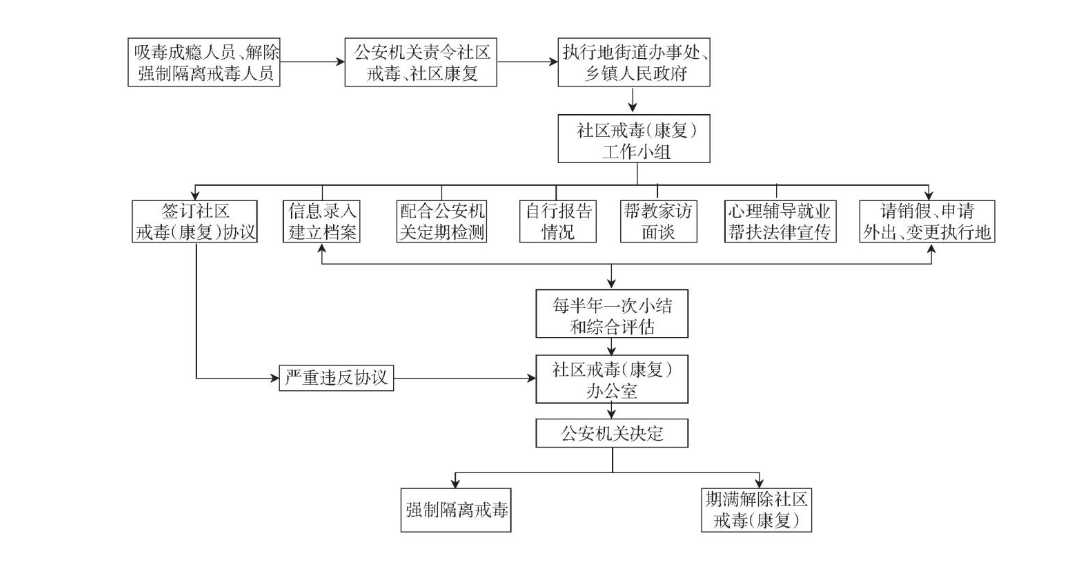 吸毒成瘾人员、解除
强制隔离戒毒人员
公安机关责令社区
戒毒、社区康复
执行地街道办事处、
乡镇人民政府
社区戒毒(康复)
工作小组
签订社区
戒毒(康复)协议
信息录入
建立档案
配合公安机
关定期检测
自行报告
情况
帮教家访
面谈
心理辅导就业
帮扶法律宣传
请销假、申请
外出、变更执行地
每半年一次小结
和综合评估
严重违反协议
社区戒毒(康复)
办公室
公安机关决定
强制隔离戒毒
期满解除社区
戒毒(康复)